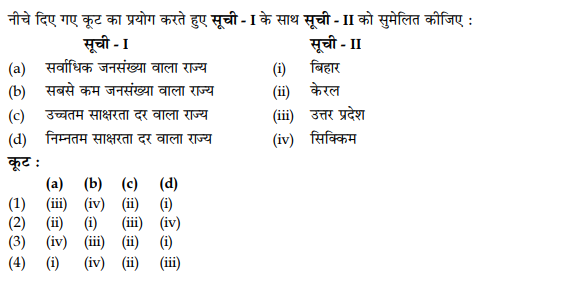 नीचे दिए गए कूट का प्रयोग करते हुए सूची - I के साथ सूची - II को सुमेलित कीजिए :
सूची - I सूची - II
(a) सर्वाधिक जनसंख्या वाला राज्य (i) बिहार
(b) सबसे कम जनसंख्या वाला राज्य (ii) केरल
(c) उच्चतम साक्षरता दर वाला राज्य (iii) उत्तर प्रदेश
(d) निम्नतम साक्षरता दर वाला राज्य (iv) सिक्किम
कूट :
(a) (b) (c) (d)
(1) (iii) (iv) (ii) (i)
(2) (ii) (i) (iii) (iv)
(3) (iv) (iii) (ii) (i)
(4) (i) (iv) (ii) (iii)